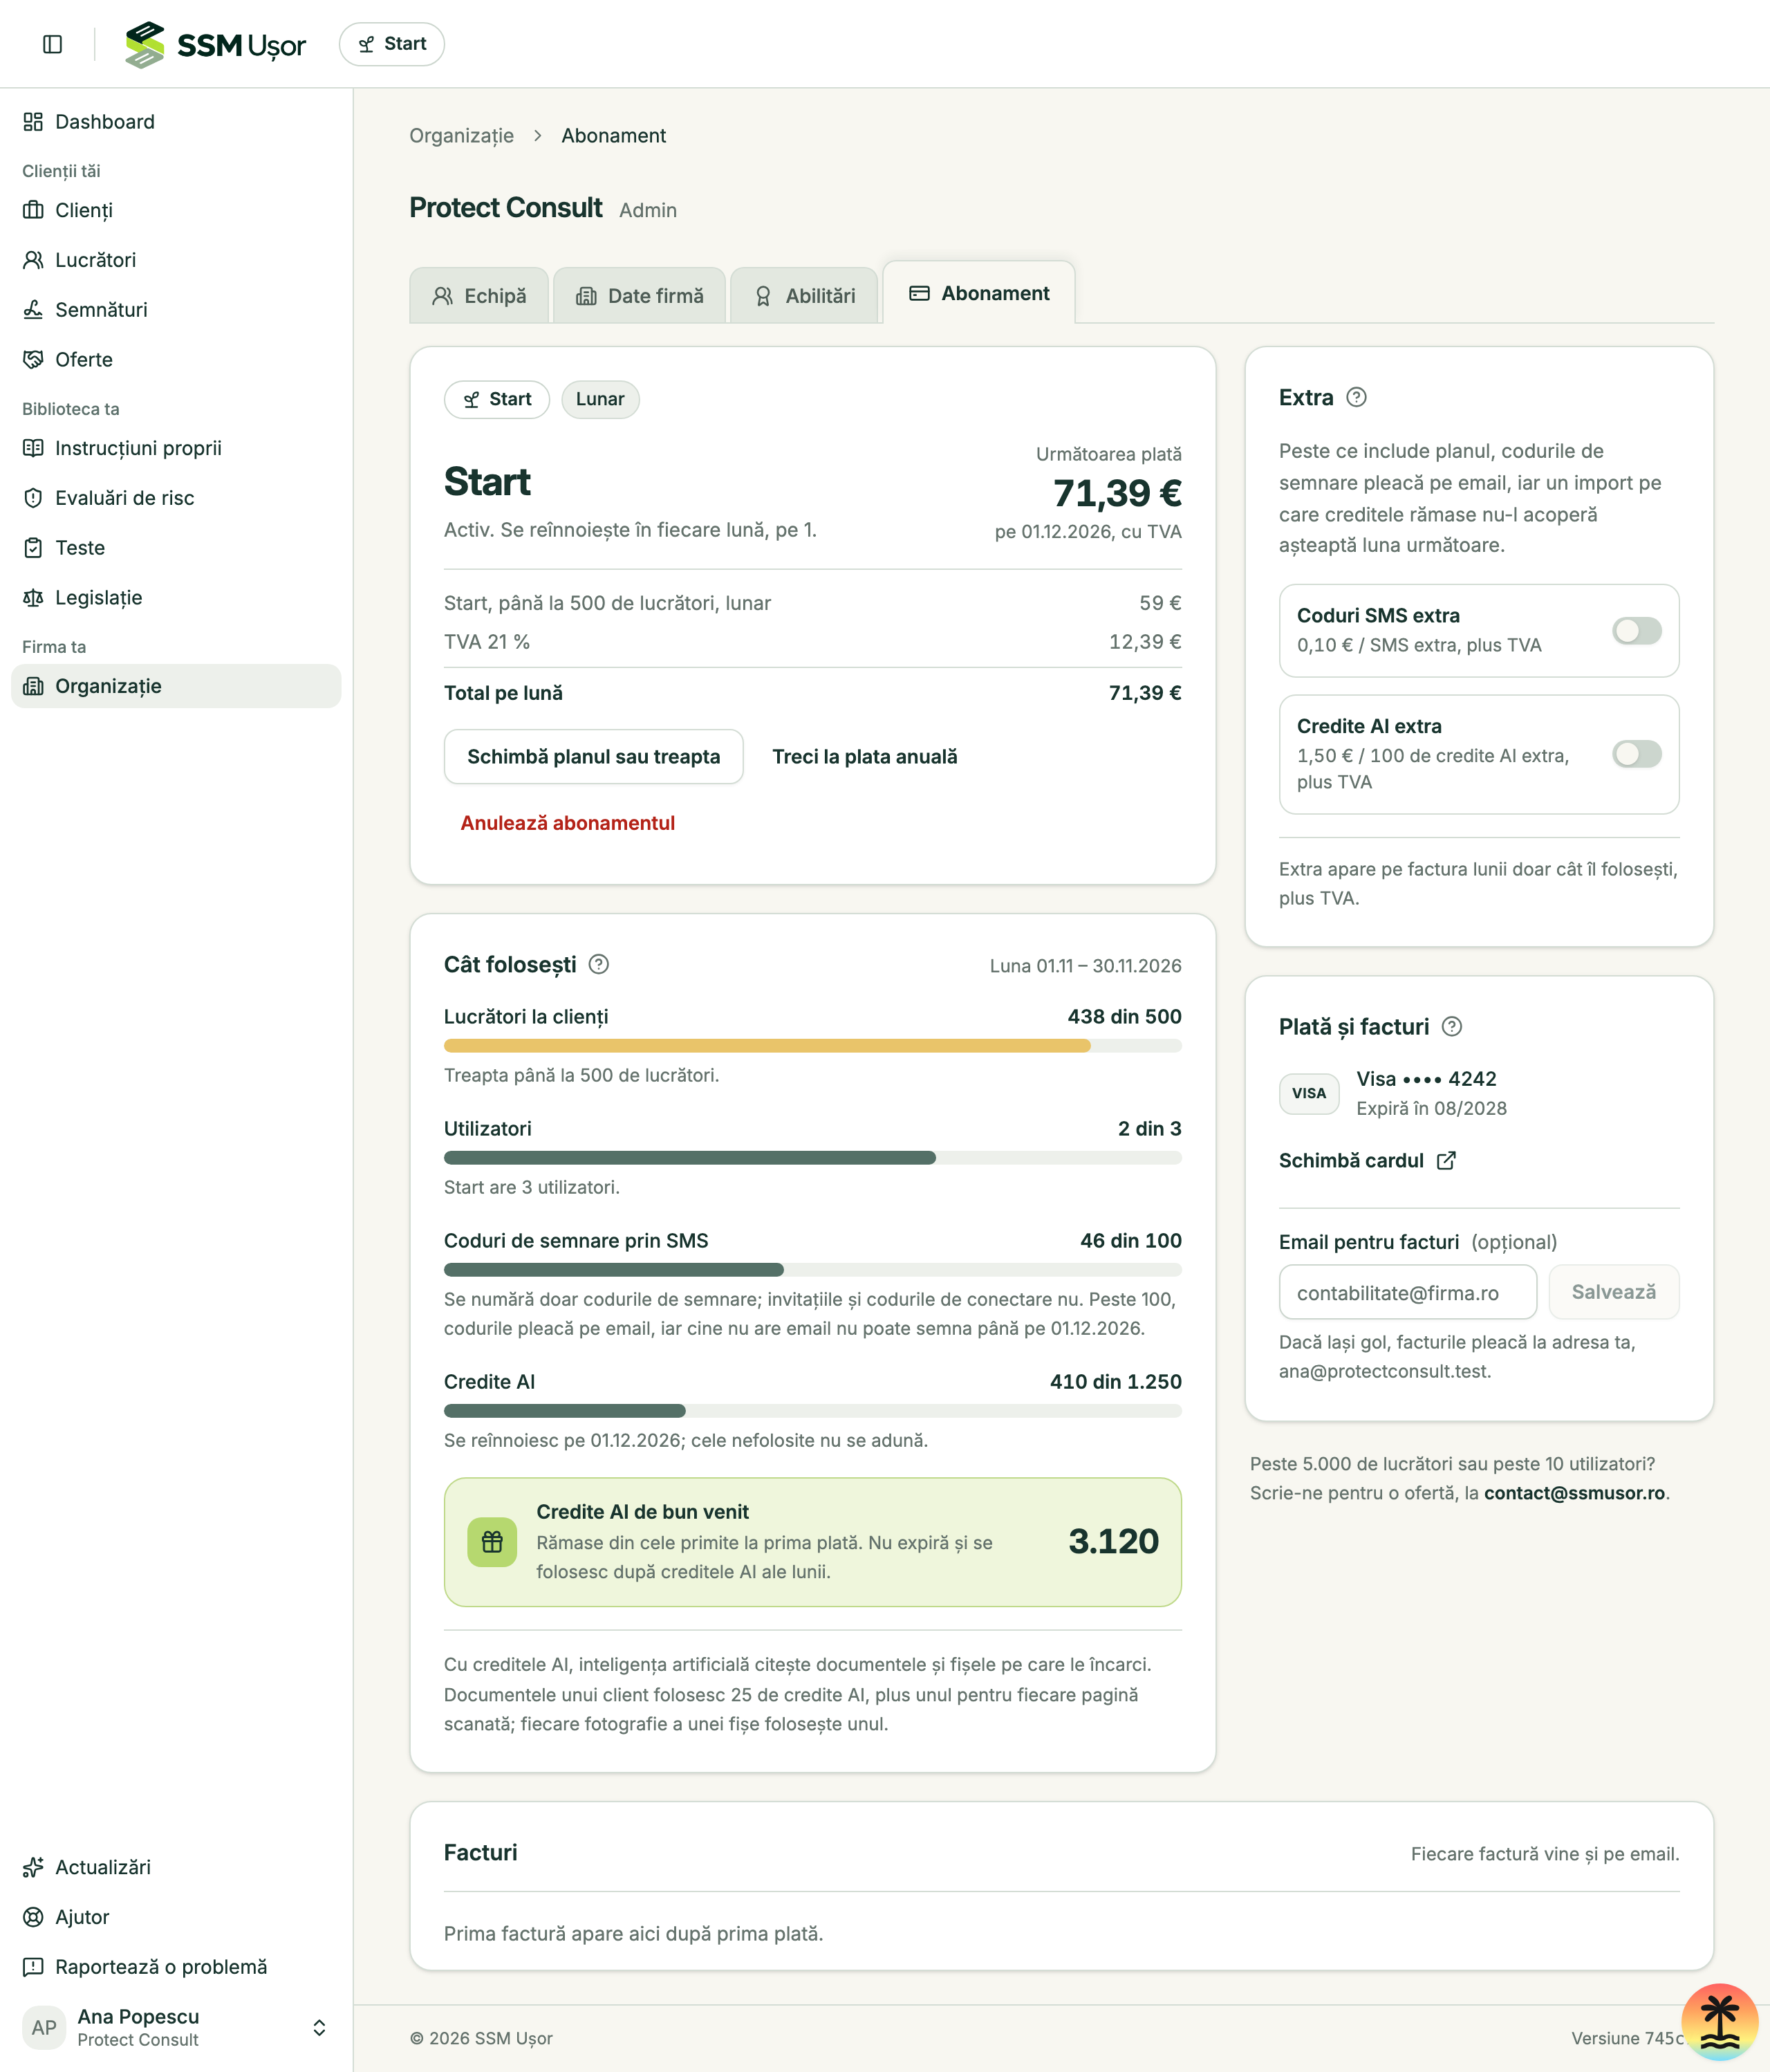 SSM Ușor
Start
Dashboard
Clienții tăi
Clienți
Lucrători
Semnături
Oferte
Biblioteca ta
Instrucțiuni proprii
Evaluări de risc
Teste
Legislație
Firma ta
Organizație
Actualizări
Ajutor
Raportează o problemă
AP
Ana Popescu
Protect Consult
Organizație
Abonament
Protect Consult Admin
Echipă
Date firmă
Abilitări
Abonament
Start
Lunar
Start
Activ. Se reînnoiește în fiecare lună, pe 1.
Următoarea plată
71,39 €
pe 01.12.2026, cu TVA
Start, până la 500 de lucrători, lunar 59 €
TVA 21 % 12,39 €
Total pe lună 71,39 €
Schimbă planul sau treapta
Treci la plata anuală
Anulează abonamentul
Cât folosești
Luna 01.11 – 30.11.2026
Lucrători la clienți 438 din 500
Treapta până la 500 de lucrători.
Utilizatori 2 din 3
Start are 3 utilizatori.
Coduri de semnare prin SMS 46 din 100
Se numără doar codurile de semnare; invitațiile și codurile de conectare nu. Peste 100,
codurile pleacă pe email, iar cine nu are email nu poate semna până pe 01.12.2026.
Credite AI 410 din 1.250
Se reînnoiesc pe 01.12.2026; cele nefolosite nu se adună.
Credite AI de bun venit
Rămase din cele primite la prima plată. Nu expiră și se
folosesc după creditele AI ale lunii.
3.120
Cu creditele AI, inteligența artificială citește documentele și fișele pe care le încarci.
Documentele unui client folosesc 25 de credite AI, plus unul pentru fiecare pagină
scanată; fiecare fotografie a unei fișe folosește unul.
Extra
Peste ce include planul, codurile de
semnare pleacă pe email, iar un import pe
care creditele rămase nu-l acoperă
așteaptă luna următoare.
Coduri SMS extra
0,10 € / SMS extra, plus TVA
Credite AI extra
1,50 € / 100 de credite AI extra,
plus TVA
Extra apare pe factura lunii doar cât îl folosești,
plus TVA.
Plată și facturi
VISA
Visa •••• 4242
Expiră în 08/2028
Schimbă cardul
Email pentru facturi (opțional)
contabilitate@firma.ro
Salvează
Dacă lași gol, facturile pleacă la adresa ta,
ana@protectconsult.test.
Peste 5.000 de lucrători sau peste 10 utilizatori?
Scrie-ne pentru o ofertă, la contact@ssmusor.ro.
Facturi
Fiecare factură vine și pe email.
Prima factură apare aici după prima plată.
© 2026 SSM Ușor
Versiune